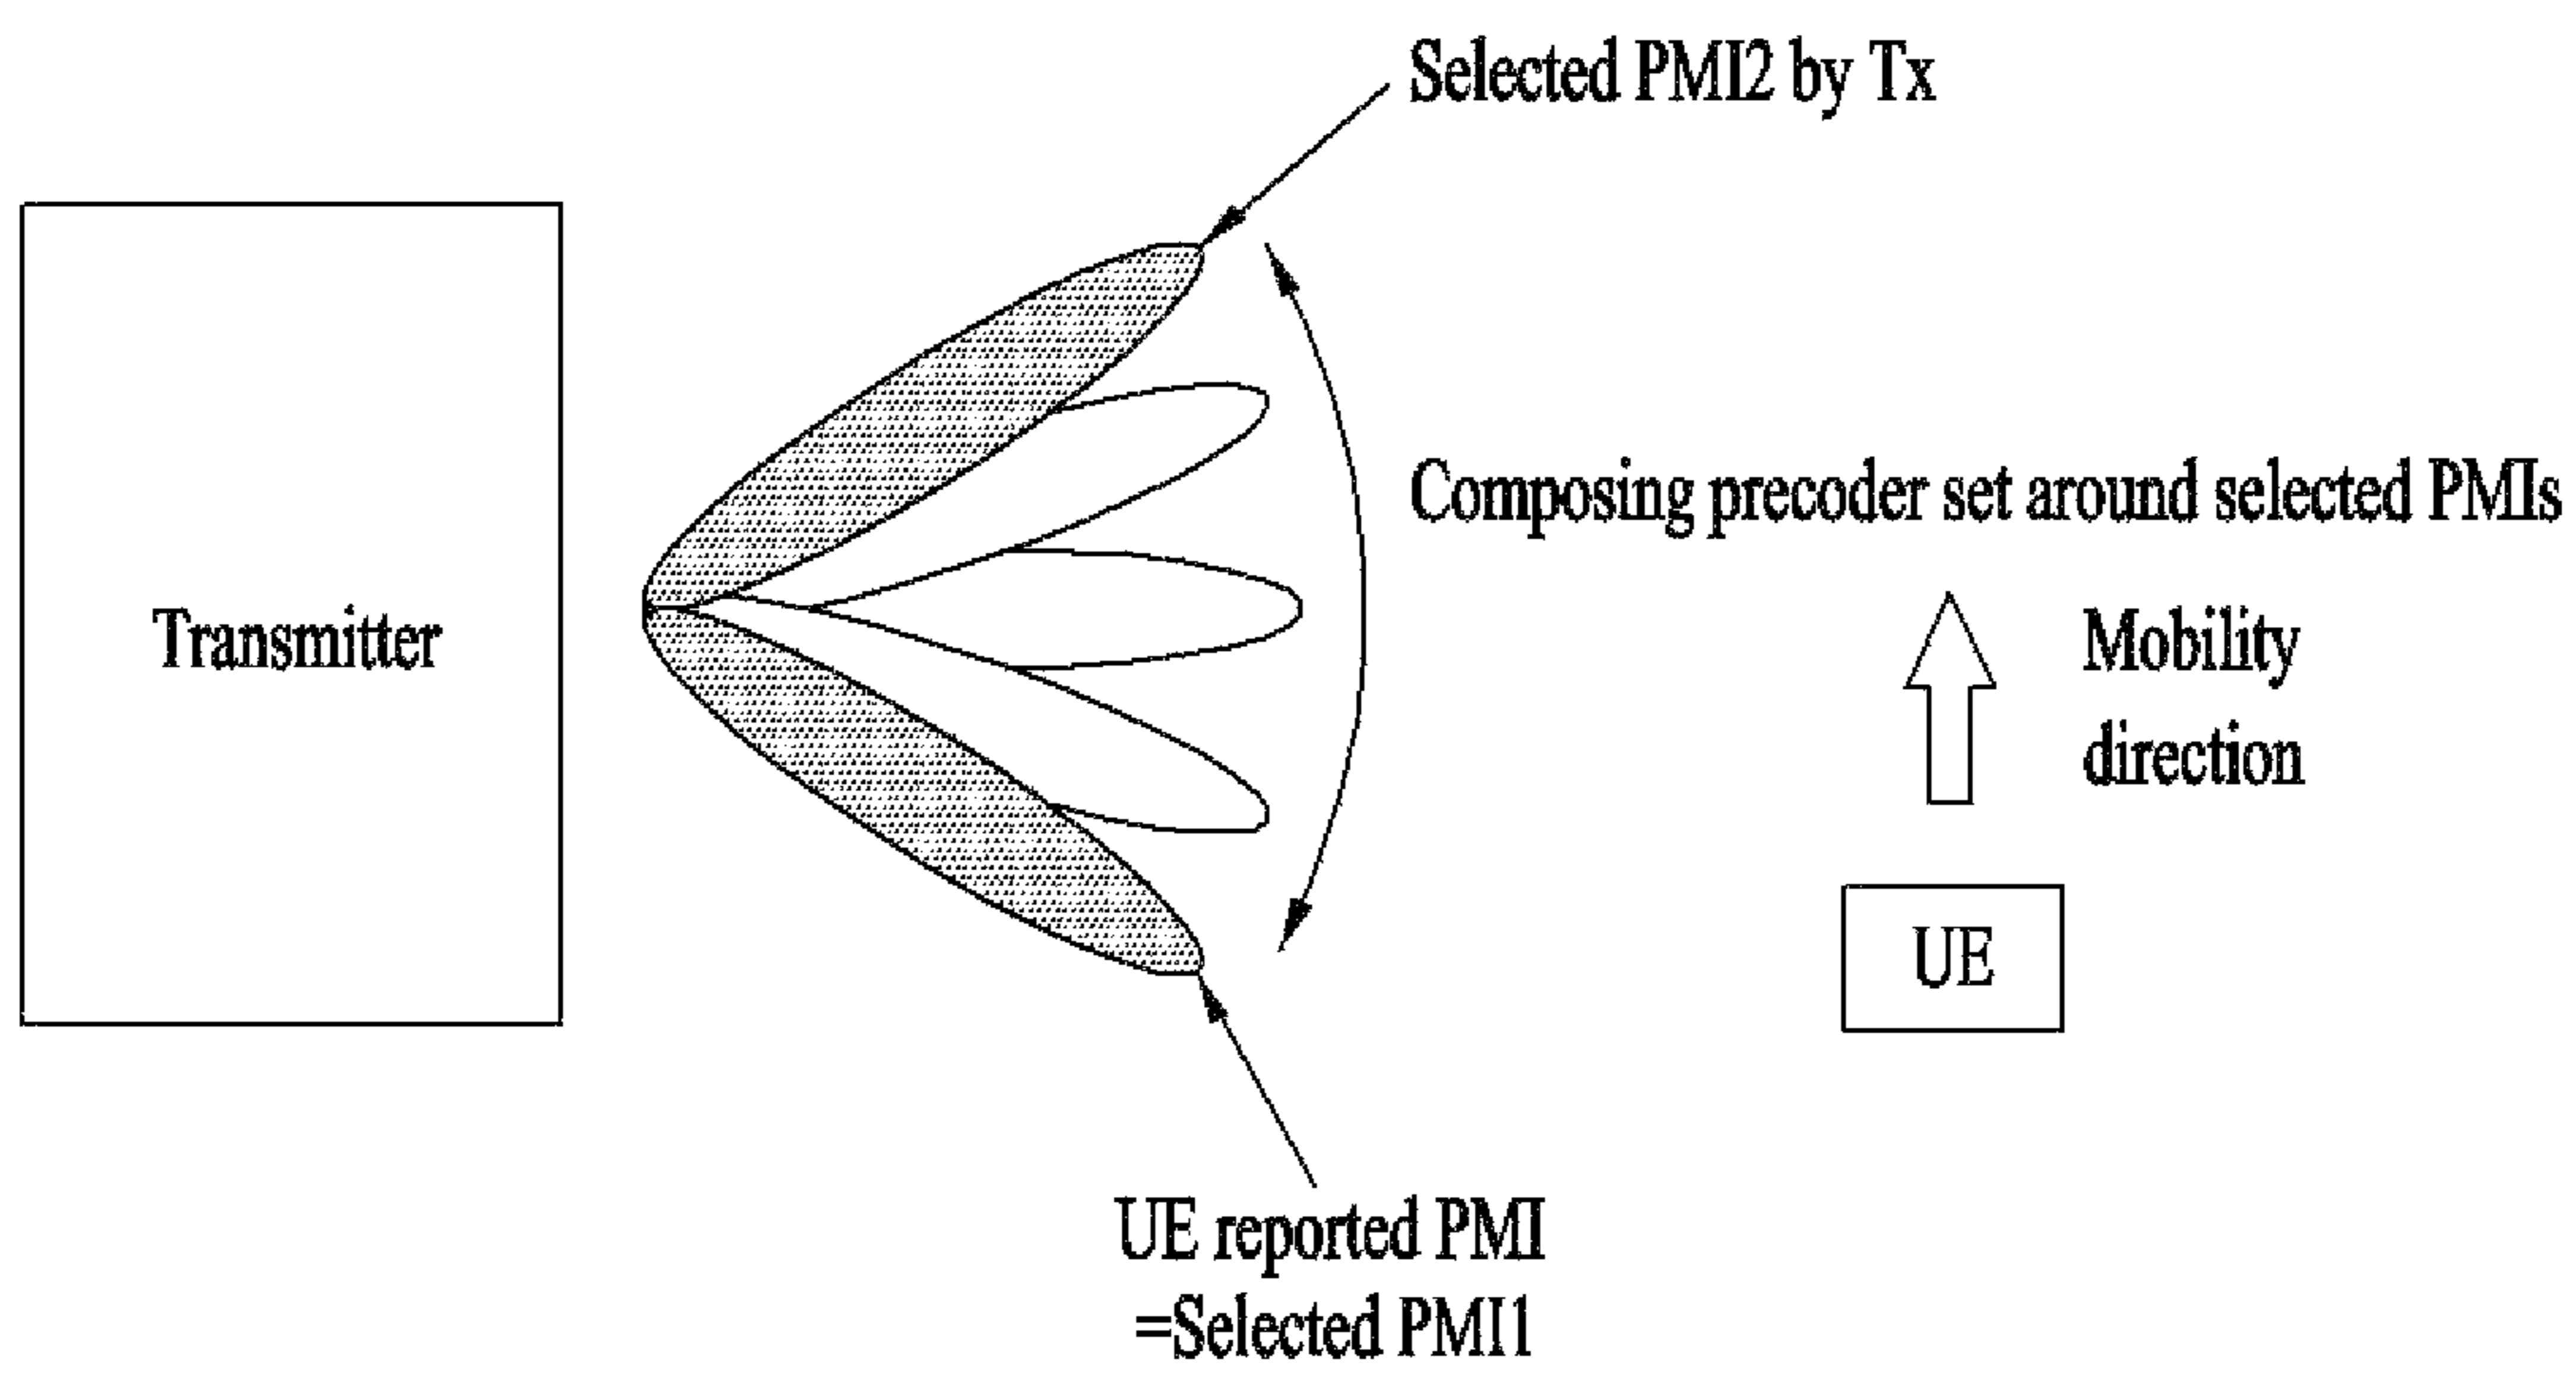 Selected PMI2 by Tx
Composing precoder set around selected PMIs
Transmitter
Mobility
direction
UE
UE reported PMI
=Selected PMI1